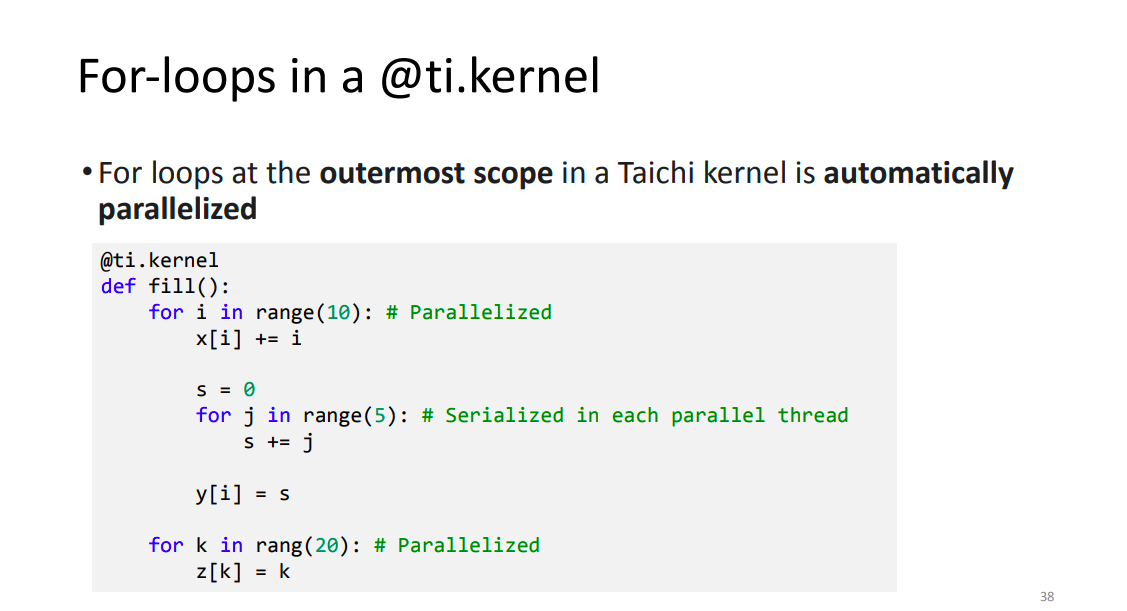 For-loops in a @ti.kernel
•For loops at the outermost scope in a Taichi kernel is automatically
parallelized
@ti.kernel
def fill():
    for i in range(10): # Parallelized
        x[i] += i
        s = 0
        for j in range(5): # Serialized in each parallel thread
            s += j
        y[i] = s
    for k in rang(20): # Parallelized
        z[k] = k
38